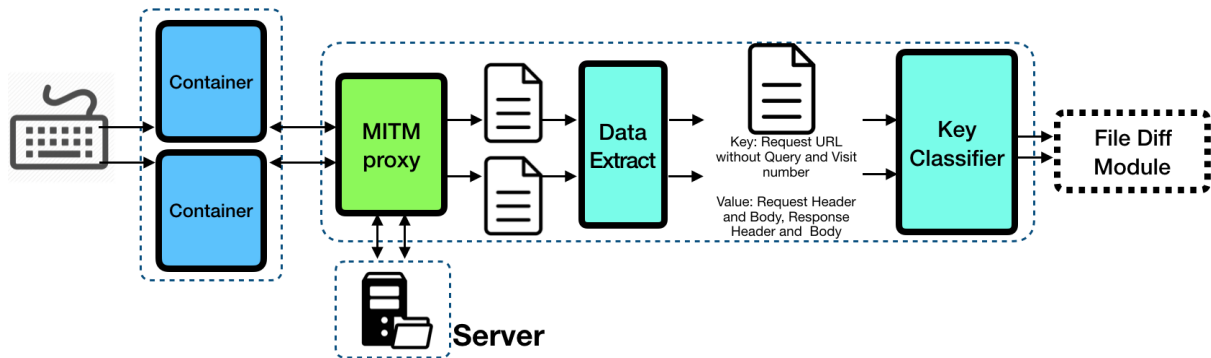 Container
Container
MITM
proxy
Data
Extract
Key: Request URL
without Query and Visit
number
Value: Request Header
and Body, Response
Header and Body
Key
Classifier
File Diff
Module
Server